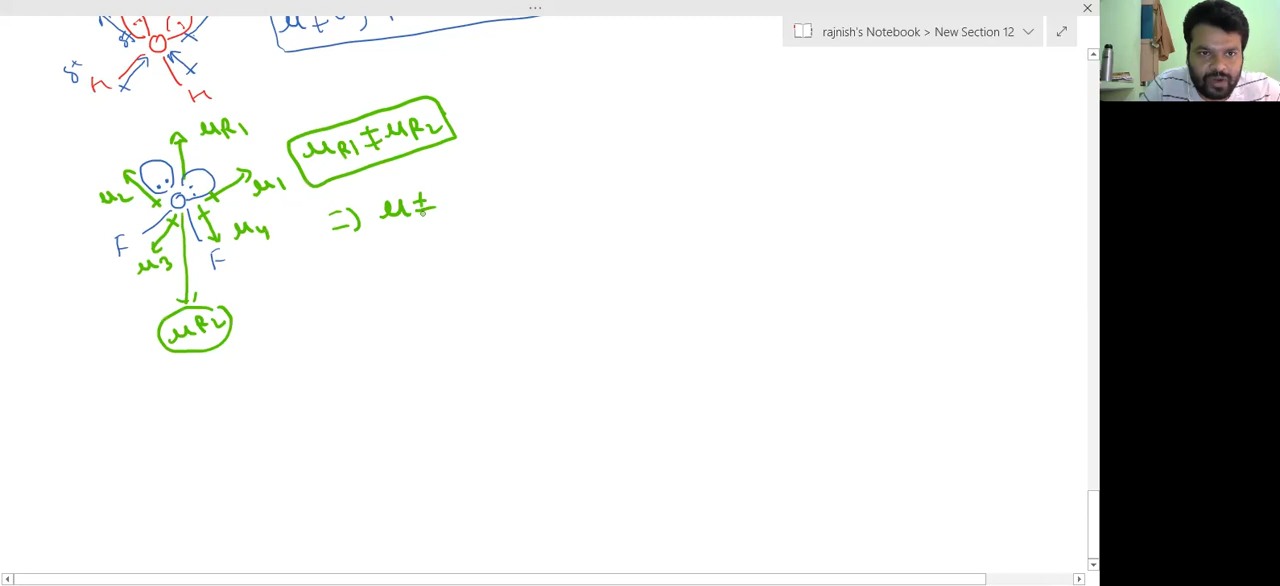 rajnish's Notebook > New Section 12
μ ≠
δ+
H
H
μR1
μR1 ≠ μR2
μ2
μ1
⇒ μ ≠
F
μ4
μ3
F
μR2